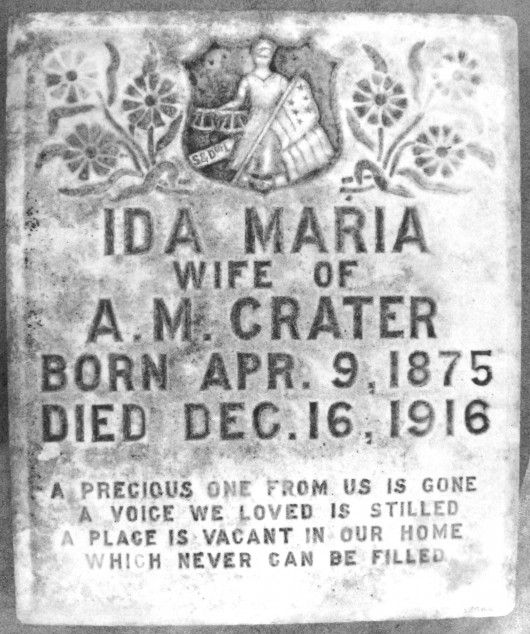 S. & D. of L.
IDA MARIA
WIFE OF
A. M. CRATER
BORN APR. 9, 1875
DIED DEC. 16, 1916
A PRECIOUS ONE FROM US IS GONE
A VOICE WE LOVED IS STILLED
A PLACE IS VACANT IN OUR HOME
WHICH NEVER CAN BE FILLED